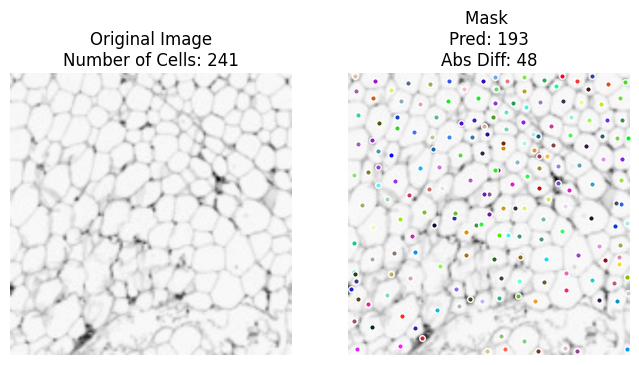 Original Image
Number of Cells: 241
Mask
Pred: 193
Abs Diff: 48